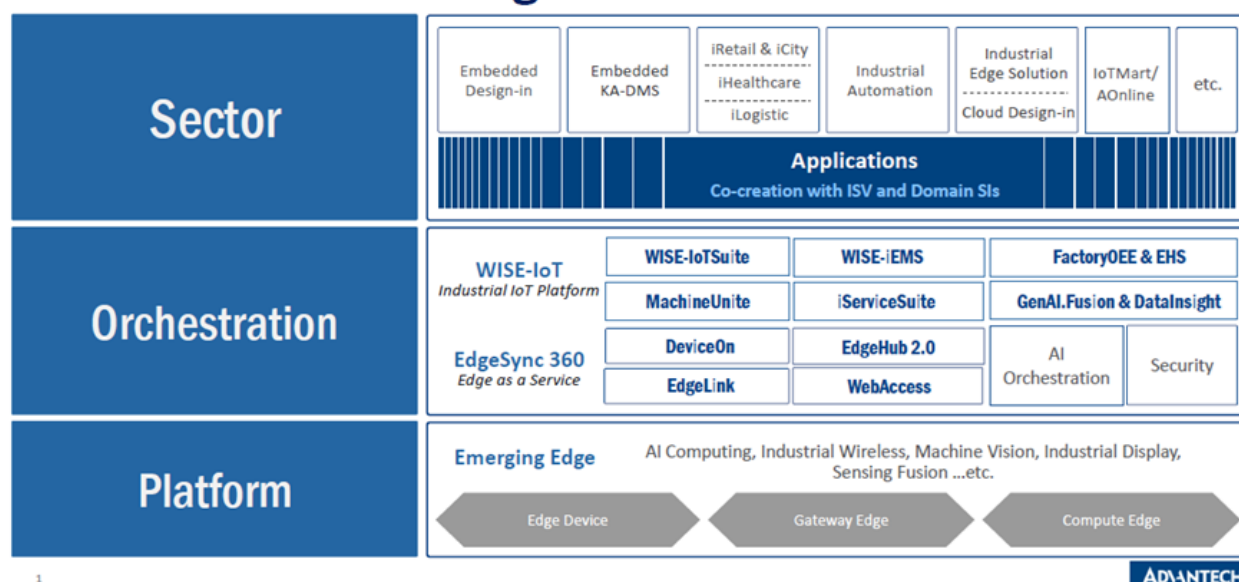 Sector
Embedded
Design-in
Embedded
KA-DMS
iRetail & iCity
iHealthcare
iLogistic
Industrial
Automation
Industrial
Edge Solution
Cloud Design-in
IoTMart/
AOnline
etc.
Applications
Co-creation with ISV and Domain SIs
Orchestration
WISE-IoT
Industrial IoT Platform
WISE-IoTSuite
WISE-iEMS
FactoryOEE & EHS
MachineUnite
iServiceSuite
GenAI.Fusion & DataInsight
EdgeSync 360
Edge as a Service
DeviceOn
EdgeHub 2.0
EdgeLink
WebAccess
AI
Orchestration
Security
Platform
Emerging Edge
AI Computing, Industrial Wireless, Machine Vision, Industrial Display,
Sensing Fusion ...etc.
Edge Device
Gateway Edge
Compute Edge
1
ADVANTECH